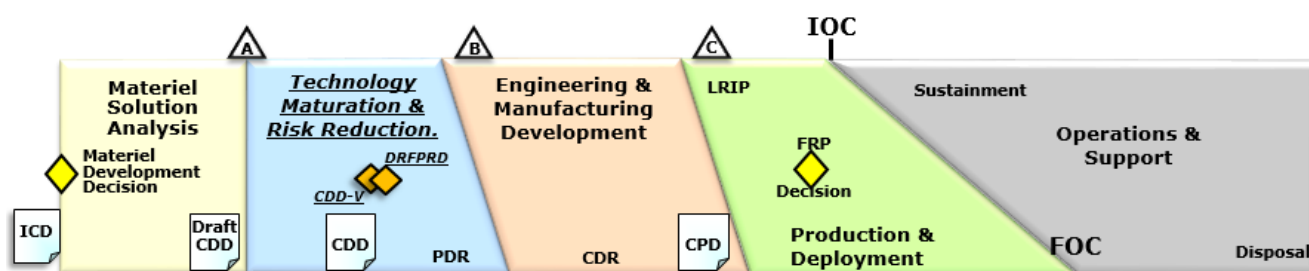 A
B
C
IOC
Materiel
Solution
Analysis
Materiel
Development
Decision
ICD
Draft
CDD
Technology
Maturation &
Risk Reduction.
DRFPRD
CDD-V
CDD
PDR
Engineering &
Manufacturing
Development
CDR
CPD
LRIP
FRP
Decision
Production &
Deployment
Sustainment
Operations &
Support
FOC
Disposal